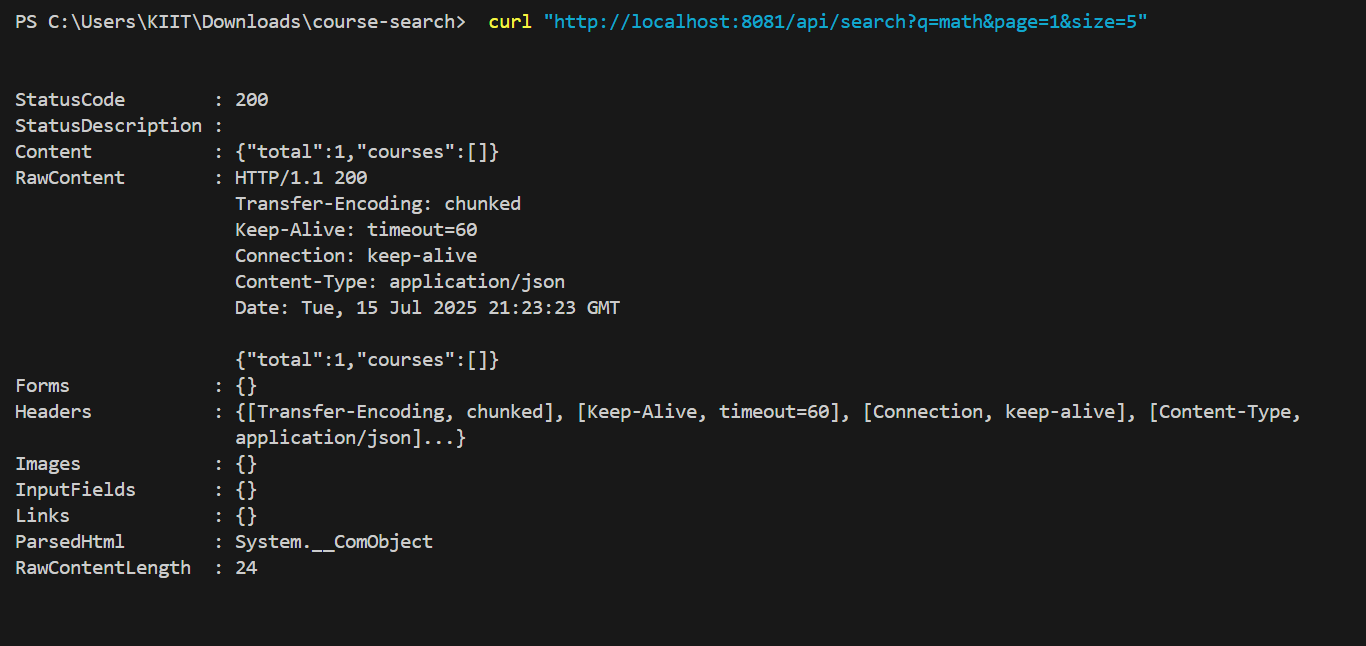 PS C:\Users\KIIT\Downloads\course-search>  curl "http://localhost:8081/api/search?q=math&page=1&size=5"
StatusCode        : 200
StatusDescription :
Content           : {"total":1,"courses":[]}
RawContent        : HTTP/1.1 200
                    Transfer-Encoding: chunked
                    Keep-Alive: timeout=60
                    Connection: keep-alive
                    Content-Type: application/json
                    Date: Tue, 15 Jul 2025 21:23:23 GMT
                    {"total":1,"courses":[]}
Forms             : {}
Headers           : {[Transfer-Encoding, chunked], [Keep-Alive, timeout=60], [Connection, keep-alive], [Content-Type,
                    application/json]...}
Images            : {}
InputFields       : {}
Links             : {}
ParsedHtml        : System.__ComObject
RawContentLength  : 24